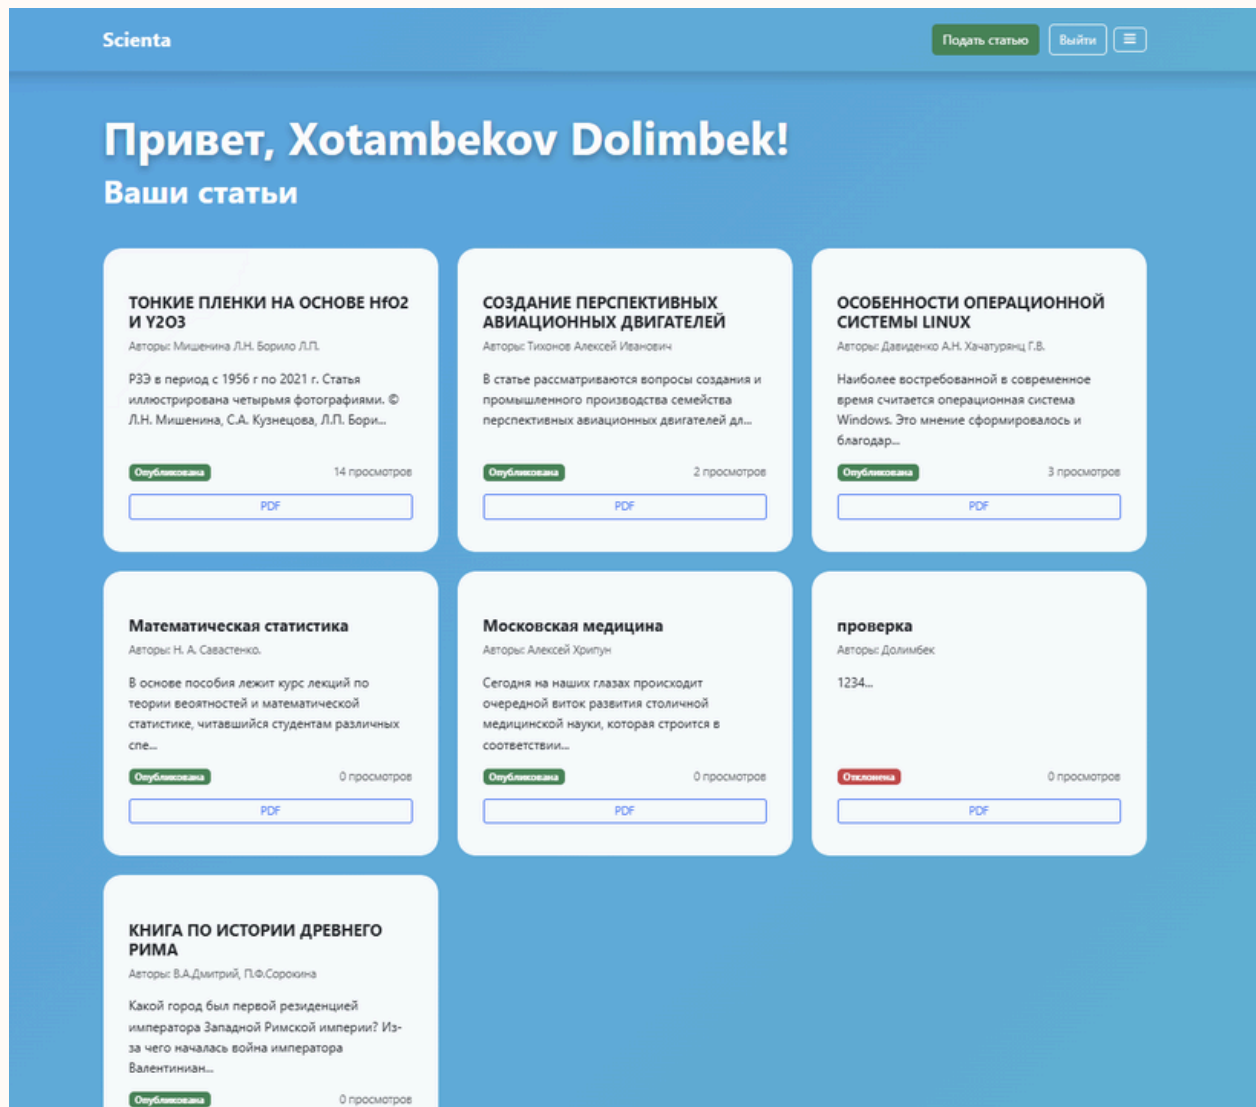 Scienta
Подать статью
Выйти
Привет, Xotambekov Dolimbek!
Ваши статьи
ТОНКИЕ ПЛЕНКИ НА ОСНОВЕ HfO2
И Y2O3
Авторы: Мишенина Л.Н. Борило Л.П.
РЗЭ в период с 1956 г по 2021 г. Статья
иллюстрирована четырьмя фотографиями. ©
Л.Н. Мишенина, С.А. Кузнецова, Л.П. Бори...
Опубликована
14 просмотров
PDF
СОЗДАНИЕ ПЕРСПЕКТИВНЫХ
АВИАЦИОННЫХ ДВИГАТЕЛЕЙ
Авторы: Тихонов Алексей Иванович
В статье рассматриваются вопросы создания и
промышленного производства семейства
перспективных авиационных двигателей дл...
Опубликована
2 просмотров
PDF
ОСОБЕННОСТИ ОПЕРАЦИОННОЙ
СИСТЕМЫ LINUX
Авторы: Давиденко А.Н. Хачатурянц Г.В.
Наиболее востребованной в современное
время считается операционная система
Windows. Это мнение сформировалось и
благодар...
Опубликована
3 просмотров
PDF
Математическая статистика
Авторы: Н. А. Савастенко.
В основе пособия лежит курс лекций по
теории веоятностей и математической
статистике, читавшийся студентам различных
спе...
Опубликована
0 просмотров
PDF
Московская медицина
Авторы: Алексей Хрипун
Сегодня на наших глазах происходит
очередной виток развития столичной
медицинской науки, которая строится в
соответствии...
Опубликована
0 просмотров
PDF
проверка
Авторы: Долимбек
1234...
Отклонена
0 просмотров
PDF
КНИГА ПО ИСТОРИИ ДРЕВНЕГО
РИМА
Авторы: В.А.Дмитрий, П.Ф.Сорокина
Какой город был первой резиденцией
императора Западной Римской империи? Из-
за чего началась война императора
Валентиниан...
Опубликована
0 просмотров